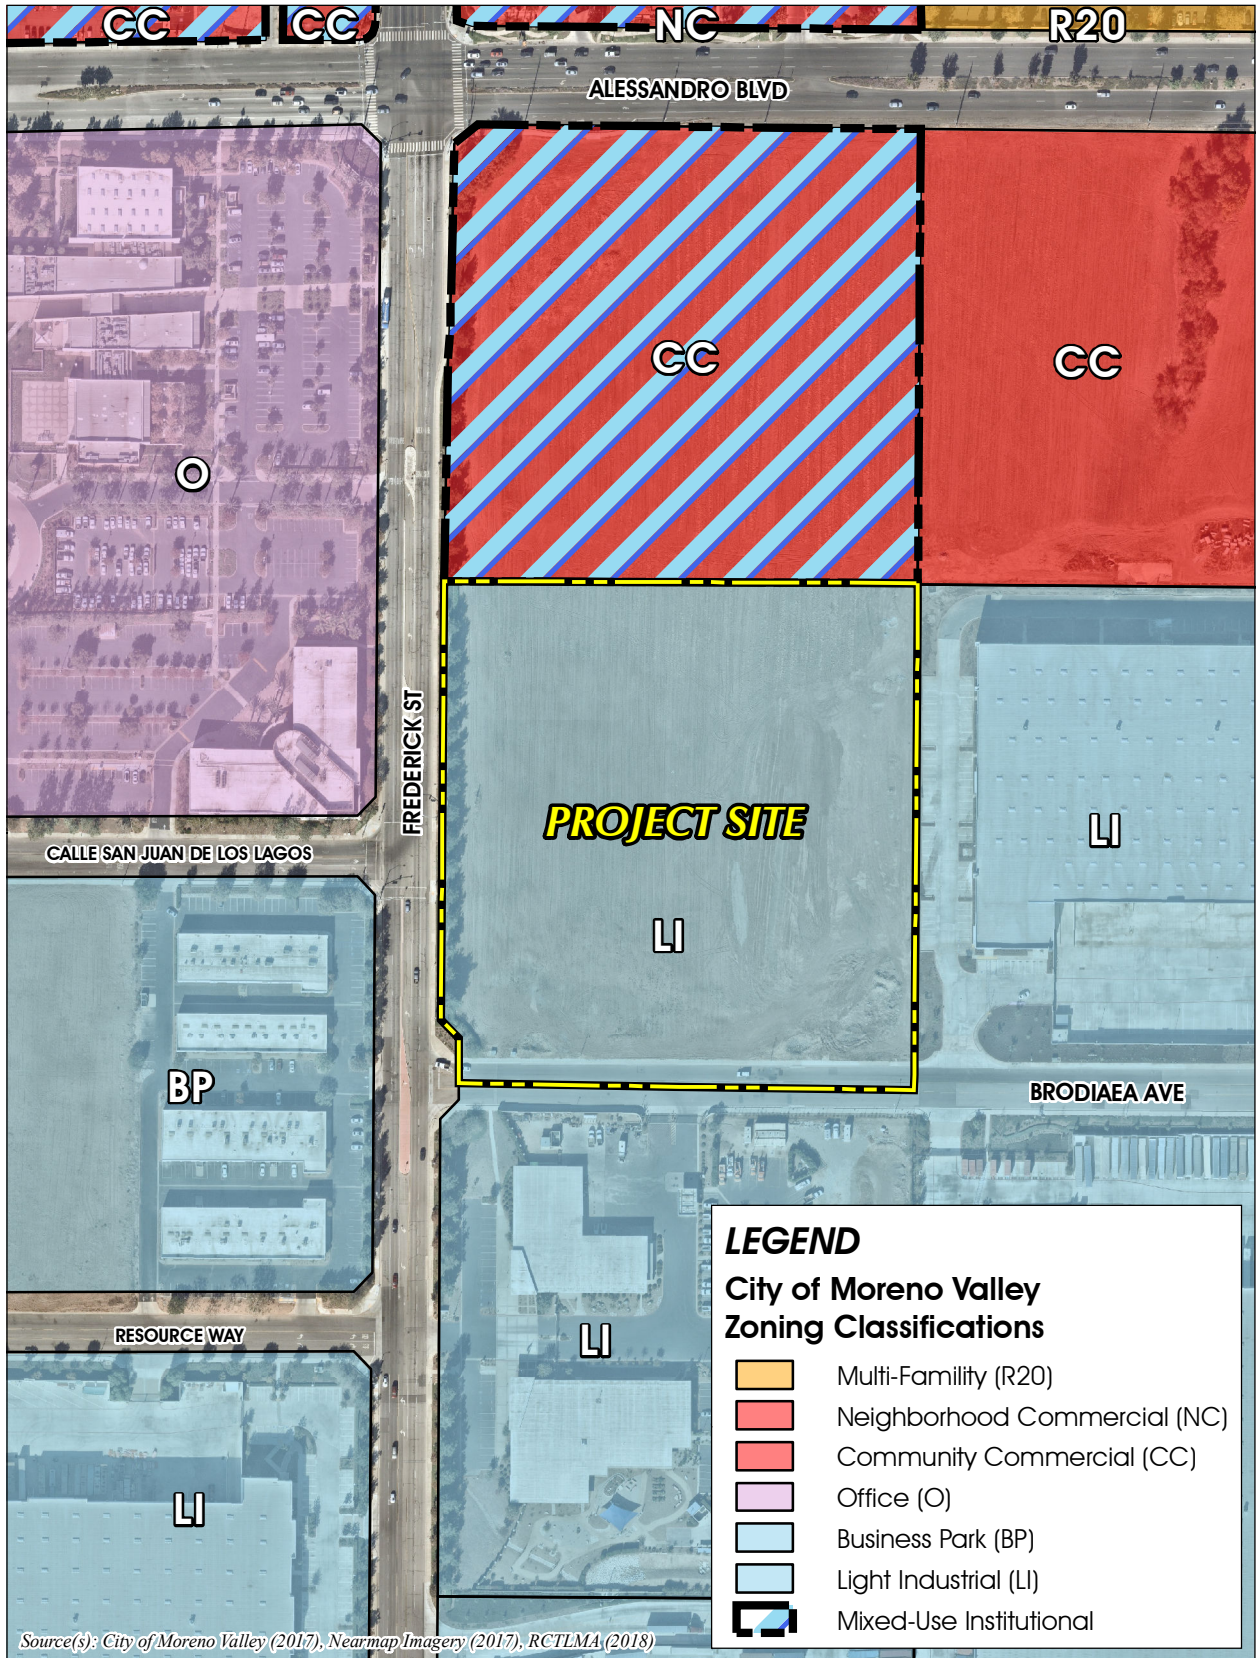 CC
CC
NC
R20
ALESSANDRO BLVD
CC
CC
O
FREDERICK ST
PROJECT SITE
LI
LI
CALLE SAN JUAN DE LOS LAGOS
BP
BRODIAEA AVE
RESOURCE WAY
LI
LI
LEGEND
City of Moreno Valley
Zoning Classifications
Multi-Famility (R20)
Neighborhood Commercial (NC)
Community Commercial (CC)
Office (O)
Business Park (BP)
Light Industrial (LI)
Mixed-Use Institutional
Source(s): City of Moreno Valley (2017), Nearmap Imagery (2017), RCTLMA (2018)